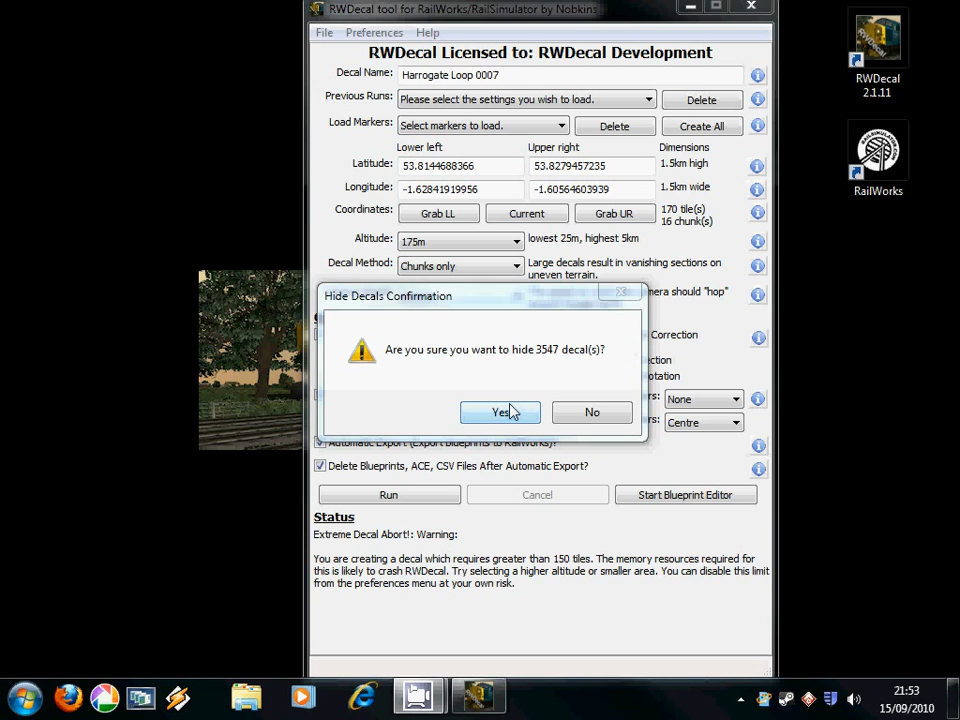 RWDecal tool for RailWorks/RailSimulator by Nobkins
File Preferences Help
RWDecal Licensed to: RWDecal Development
Decal Name: Harrogate Loop 0007
Previous Runs: Please select the settings you wish to load. Delete
Load Markers: Select markers to load. Delete Create All
Lower left Upper right Dimensions
Latitude: 53.8144688366 53.8279457235 1.5km high
Longitude: -1.62841919956 -1.60564603939 1.5km wide
Coordinates: Grab LL Current Grab UR 170 tile(s)
16 chunk(s)
Altitude: 175m lowest 25m, highest 5km
Decal Method: Chunks only Large decals result in vanishing sections on
uneven terrain.
Hide Decals Confirmation
should "hop"
Correction
Are you sure you want to hide 3547 decal(s)?
Yes No
None
Centre
Automatic Export (Export Blueprints to RailWorks)?
Delete Blueprints, ACE, CSV Files After Automatic Export?
Run Cancel Start Blueprint Editor
Status
Extreme Decal Abort!: Warning:
You are creating a decal which requires greater than 150 tiles. The memory resources required for
this is likely to crash RWDecal. Try selecting a higher altitude or smaller area. You can disable this limit
from the preferences menu at your own risk.
RWDecal
2.1.11
RailWorks
21:53
15/09/2010